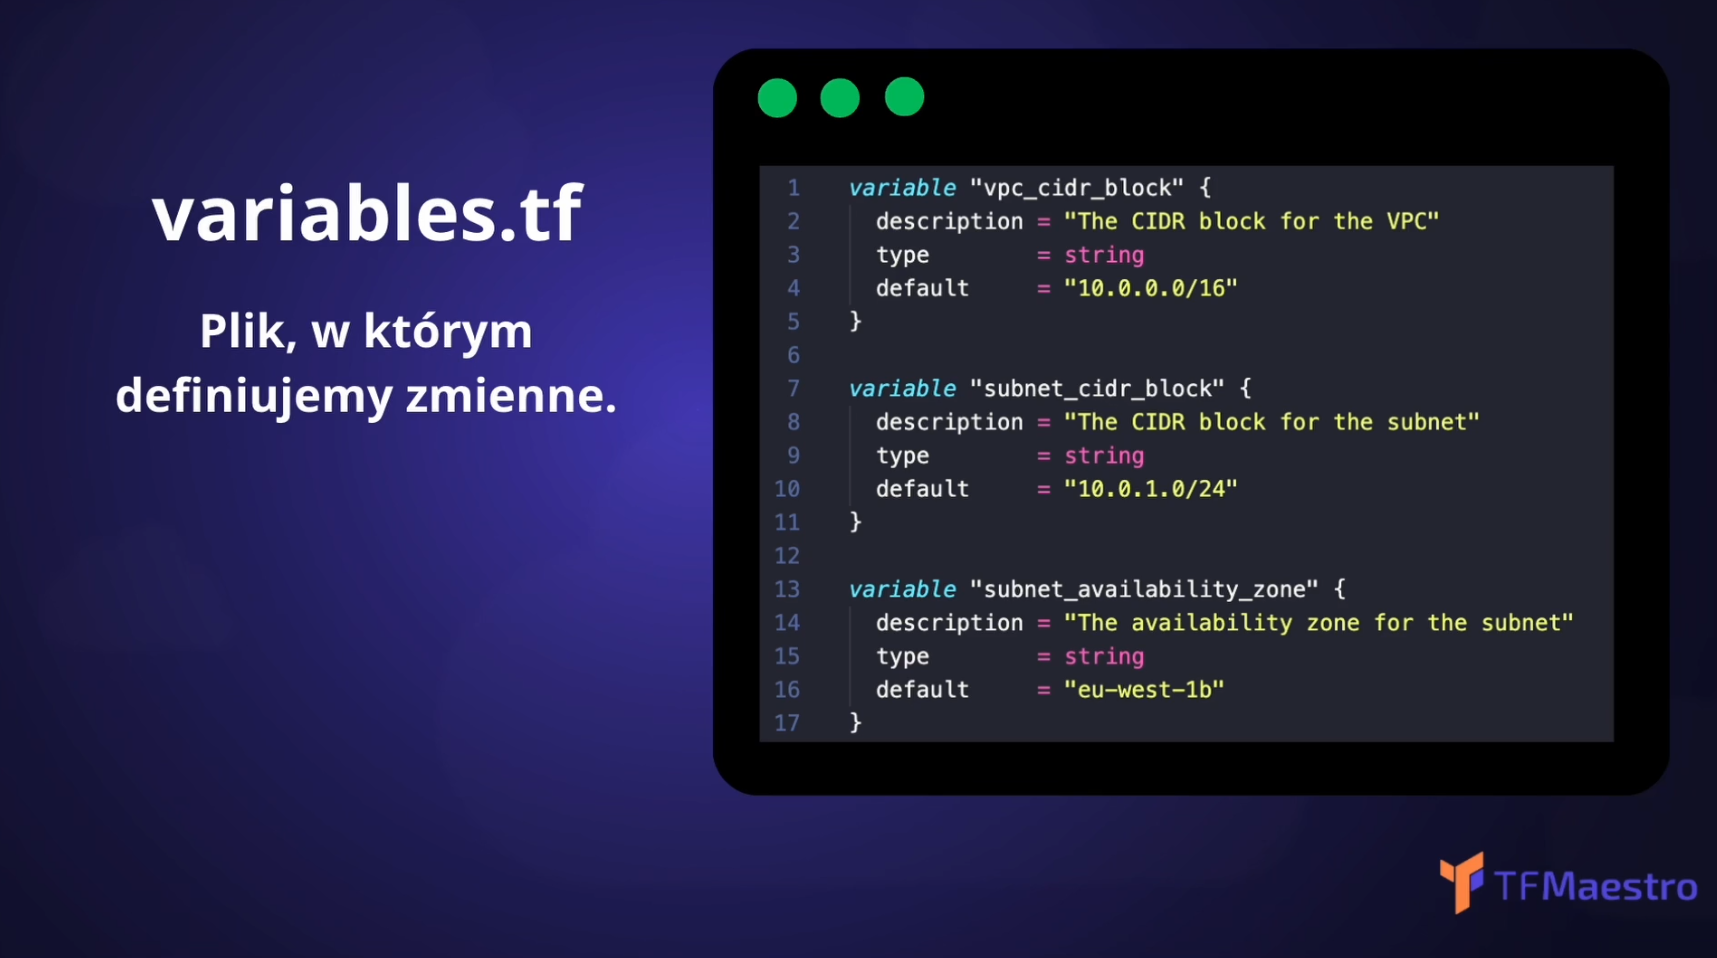 variables.tf
Plik, w którym
definiujemy zmienne.
1 variable "vpc_cidr_block" {
2   description = "The CIDR block for the VPC"
3   type        = string
4   default     = "10.0.0.0/16"
5 }
6
7 variable "subnet_cidr_block" {
8   description = "The CIDR block for the subnet"
9   type        = string
10   default     = "10.0.1.0/24"
11 }
12
13 variable "subnet_availability_zone" {
14   description = "The availability zone for the subnet"
15   type        = string
16   default     = "eu-west-1b"
17 }
TFMaestro